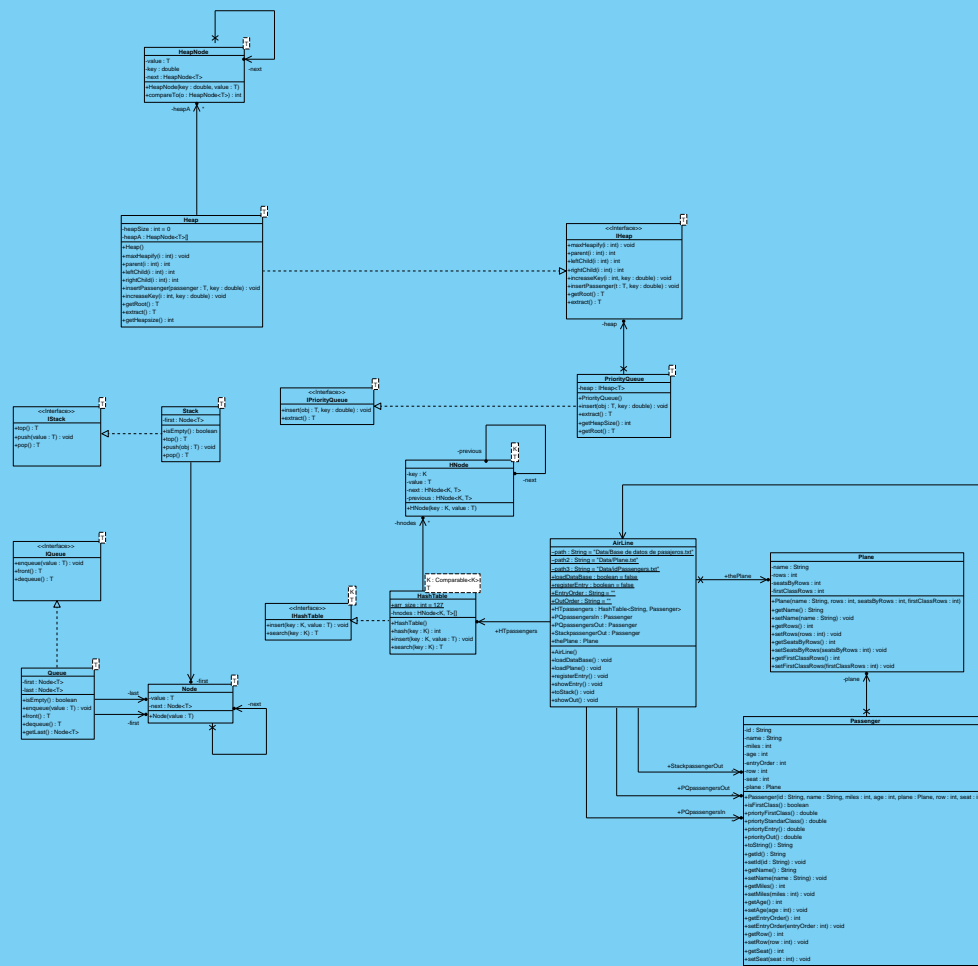 T
HeapNode
-value : T
-key : double
-next : HeapNode<T>
+HeapNode(key : double, value : T)
+compareTo(o : HeapNode<T>) : int
-next
-heapA
*
T
Heap
-heapSize : int = 0
-heapA : HeapNode<T>[]
+Heap()
+maxHeapify(i : int) : void
+parent(i : int) : int
+leftChild(i : int) : int
+rightChild(i : int) : int
+insertPassenger(passenger : T, key : double) : void
+increaseKey(i : int, key : double) : void
+getRoot() : T
+extract() : T
+getHeapsize() : int
T
<<Interface>>
IHeap
+maxHeapify(i : int) : void
+parent(i : int) : int
+leftChild(i : int) : int
+rightChild(i : int) : int
+increaseKey(i : int, key : double) : void
+insertPassenger(t : T, key : double) : void
+getRoot() : T
+extract() : T
-heap
T
PriorityQueue
-heap : IHeap<T>
+PriorityQueue()
+insert(obj : T, key : double) : void
+extract() : T
+getHeapSize() : int
+getRoot() : T
T
<<Interface>>
IPriorityQueue
+insert(obj : T, key : double) : void
+extract() : T
T
<<Interface>>
IStack
+top() : T
+push(value : T) : void
+pop() : T
T
Stack
-first : Node<T>
+isEmpty() : boolean
+top() : T
+push(obj : T) : void
+pop() : T
-previous
K
T
HNode
-key : K
-value : T
-next : HNode<K, T>
-previous : HNode<K, T>
+HNode(key : K, value : T)
-next
-hnodes
*
T
<<Interface>>
IQueue
+enqueue(value : T) : void
+front() : T
+dequeue() : T
K : Comparable<K>
T
HashTable
+arr_size : int = 127
-hnodes : HNode<K, T>[]
+HashTable()
+hash(key : K) : int
+insert(key : K, value : T) : void
+search(key : K) : T
K
T
<<Interface>>
IHashTable
+insert(key : K, value : T) : void
+search(key : K) : T
+HTpassengers
AirLine
-path : String = "Data/Base de datos de pasejeros.txt"
-path2 : String = "Data/Plane.txt"
-path3 : String = "Data/idPassengers.txt"
+loadDataBase : boolean = false
+registerEntry : boolean = false
+EntryOrder : String = ""
+OutOrder : String = ""
+HTpassengers : HashTable<String, Passenger>
+PQpassengersIn : Passenger
+PQpassengersOut : Passenger
+StackpassengerOut : Passenger
+thePlane : Plane
+AirLine()
+loadDataBase() : void
+loadPlane() : void
+registerEntry() : void
+showEntry() : void
+toStack() : void
+showOut() : void
+thePlane
Plane
-name : String
-rows : int
-seatsByRows : int
-firstClassRows : int
+Plane(name : String, rows : int, seatsByRows : int, firstClassRows : int)
+getName() : String
+setName(name : String) : void
+getRows() : int
+setRows(rows : int) : void
+getSeatsByRows() : int
+setSeatsByRows(seatsByRows : int) : void
+getFirstClassRows() : int
+setFirstClassRows(firstClassRows : int) : void
-plane
T
Queue
-first : Node<T>
-last : Node<T>
+isEmpty() : boolean
+enqueue(value : T) : void
+front() : T
+dequeue() : T
+getLast() : Node<T>
-last
-first
-first
T
Node
-value : T
-next : Node<T>
+Node(value : T)
-next
+StackpassengerOut
+PQpassengersOut
+PQpassengersIn
Passenger
-id : String
-name : String
-miles : int
-age : int
-entryOrder : int
-row : int
-seat : int
-plane : Plane
+Passenger(id : String, name : String, miles : int, age : int, plane : Plane, row : int, seat : i
+isFirstClass() : boolean
+priortyFirstClass() : double
+priortyStandarClass() : double
+priortyEntry() : double
+priorityOut() : double
+toString() : String
+getId() : String
+setId(id : String) : void
+getName() : String
+setName(name : String) : void
+getMiles() : int
+setMiles(miles : int) : void
+getAge() : int
+setAge(age : int) : void
+getEntryOrder() : int
+setEntryOrder(entryOrder : int) : void
+getRow() : int
+setRow(row : int) : void
+getSeat() : int
+setSeat(seat : int) : void